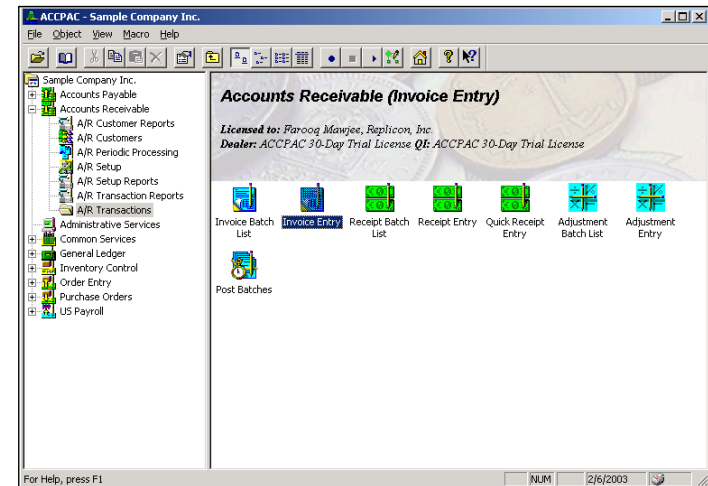 ACCPAC - Sample Company Inc.
File Object View Macro Help
Sample Company Inc.
Accounts Payable
Accounts Receivable
A/R Customer Reports
A/R Customers
A/R Periodic Processing
A/R Setup
A/R Setup Reports
A/R Transaction Reports
A/R Transactions
Administrative Services
Common Services
General Ledger
Inventory Control
Order Entry
Purchase Orders
US Payroll
Accounts Receivable (Invoice Entry)
Licensed to: Farooq Mawjee, Replicon, Inc.
Dealer: ACCPAC 30-Day Trial License QI: ACCPAC 30-Day Trial License
Invoice Batch List
Invoice Entry
Receipt Batch List
Receipt Entry
Quick Receipt Entry
Adjustment Batch List
Adjustment Entry
Post Batches
For Help, press F1
NUM
2/6/2003